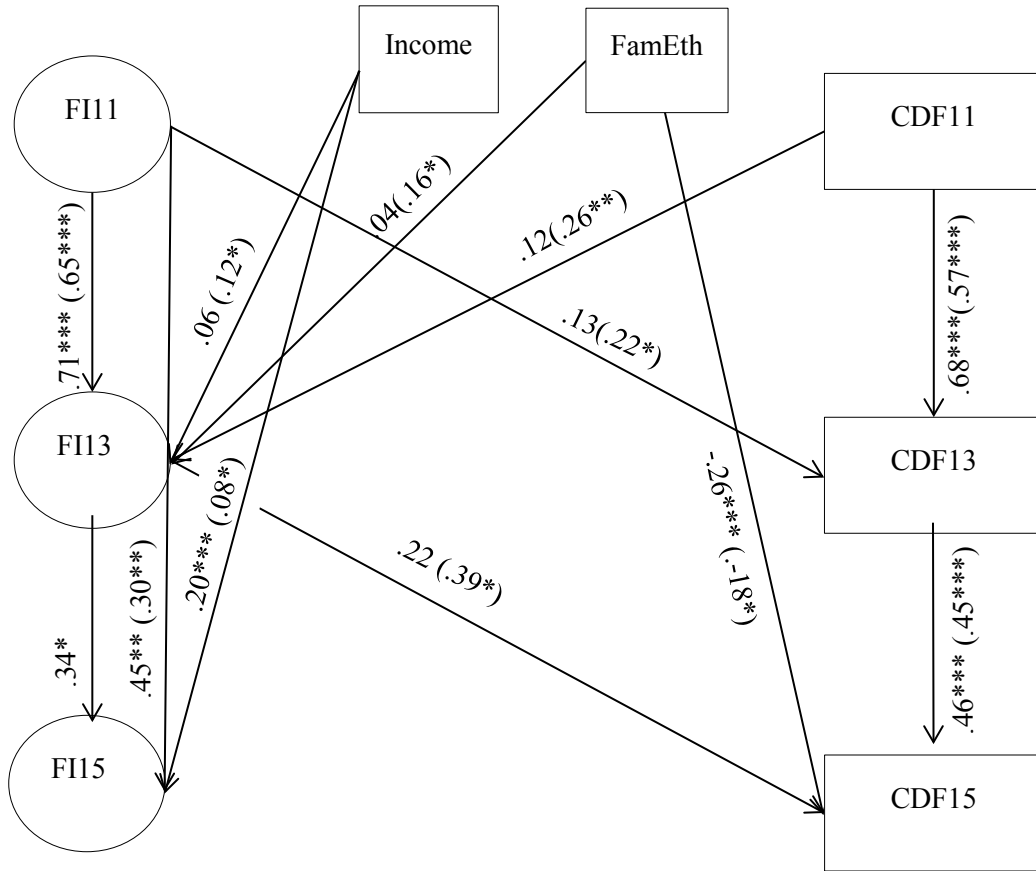 Income
FamEth
FI11
CDF11
.04(.16*)
.12(.26**)
.06 (.12*)
.71*** (.65***)
.13(.22*)
.68***(.57***)
FI13
CDF13
-.26*** (.-18*)
.20*** (.08*)
.22 (.39*)
.45** (.30**)
.34*
.46*** (.45***)
FI15
CDF15